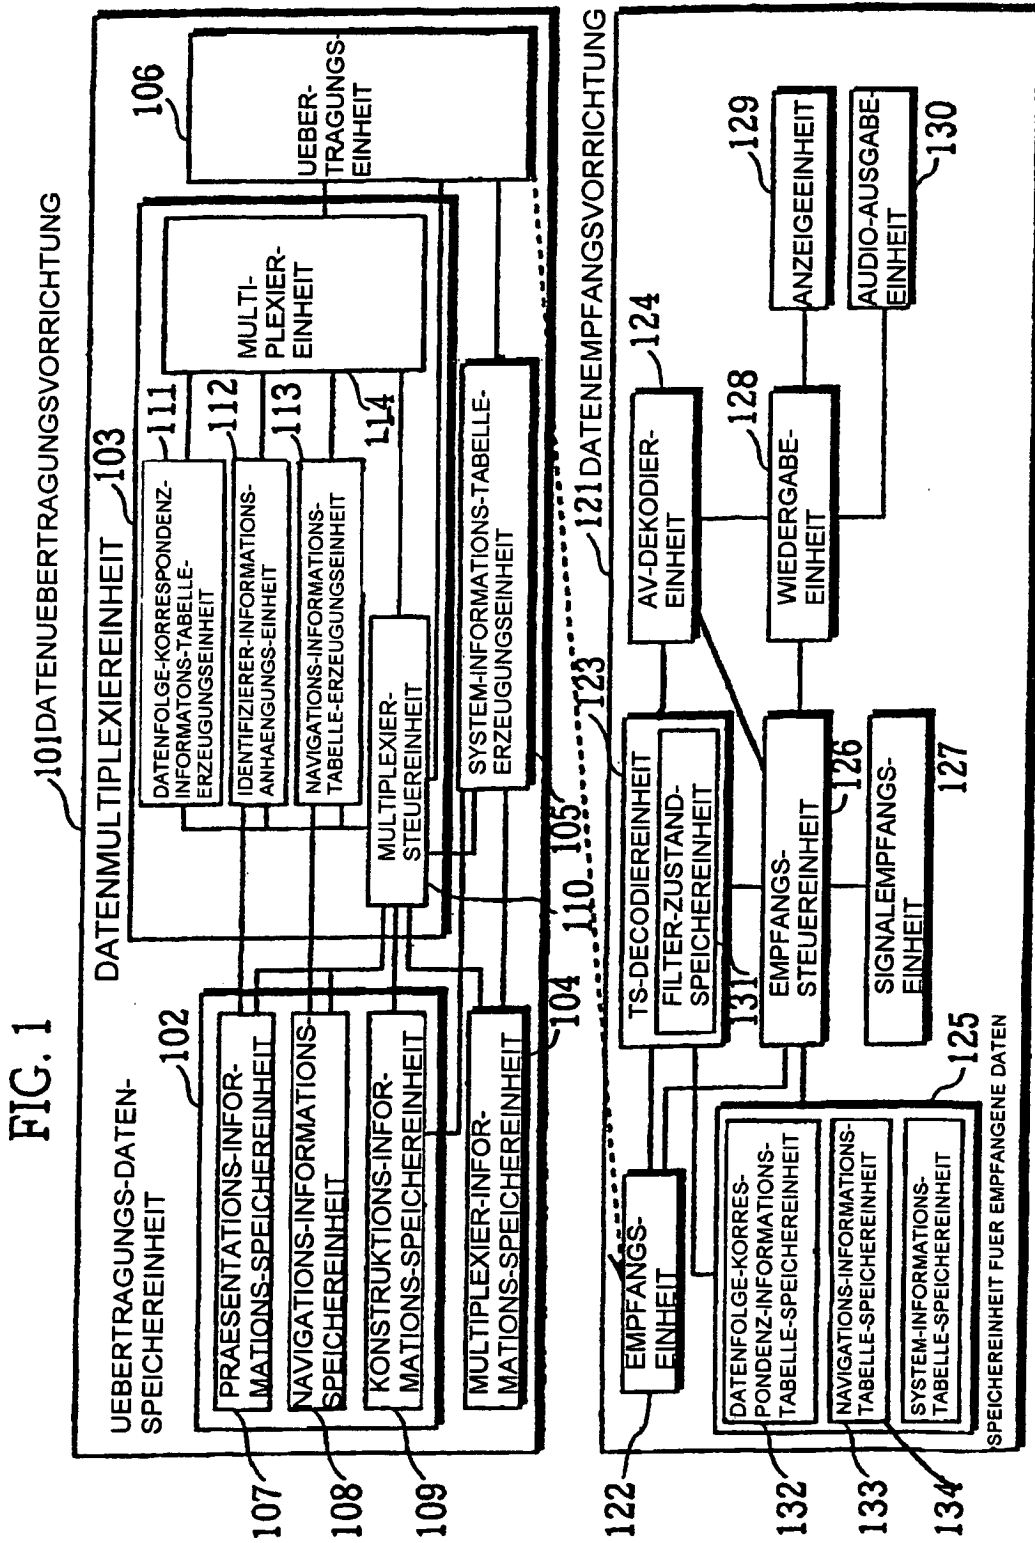 FIG. 1
101 DATENUEBERTRAGUNGSVORRICHTUNG
UEBERTRAGUNGS-DATEN-
SPEICHEREINHEIT
102
PRAESENTATIONS-INFOR-
MATIONS-SPEICHEREINHEIT
107
NAVIGATIONS-INFORMATIONS-
SPEICHEREINHEIT
108
KONSTRUKTIONS-INFOR-
MATIONS-SPEICHEREINHEIT
109
MULTIPLEXIER-INFOR-
MATIONS-SPEICHEREINHEIT
104
DATENMULTIPLEXIEREINHEIT
103
DATENFOLGE-KORRESPONDENZ-
INFORMATONS-TABELLE-
ERZEUGUNGSEINHEIT
111
IDENTIFIZIERER-INFORMATIONS-
ANHAENGUNGS-EINHEIT
112
NAVIGATIONS-INFORMATIONS-
TABELLE-ERZEUGUNGSEINHEIT
113
MULTIPLEXIER-
STEUEREINHEIT
110
MULTI-
PLEXIER-
EINHEIT
114
SYSTEM-INFORMATIONS-TABELLE-
ERZEUGUNGSEINHEIT
105
UEBER-
TRAGUNGS-
EINHEIT
106
121 DATENEMPFANGSVORRICHTUNG
EMPFANGS-
EINHEIT
122
TS-DECODIEREINHEIT
123
FILTER-ZUSTAND-
SPEICHEREINHEIT
131
AV-DEKODIER-
EINHEIT
124
EMPFANGS-
STEUEREINHEIT
126
SIGNALEMPFANGS-
EINHEIT
127
WIEDERGABE-
EINHEIT
128
ANZEIGEEINHEIT
129
AUDIO-AUSGABE-
EINHEIT
130
125
DATENFOLGE-KORRES-
PONDENZ-INFORMATIONS-
TABELLE-SPEICHEREINHEIT
132
NAVIGATIONS-INFORMATIONS-
TABELLE-SPEICHEREINHEIT
133
SYSTEM-INFORMATIONS-
TABELLE-SPEICHEREINHEIT
134
SPEICHEREINHEIT FUER EMPFANGENE DATEN